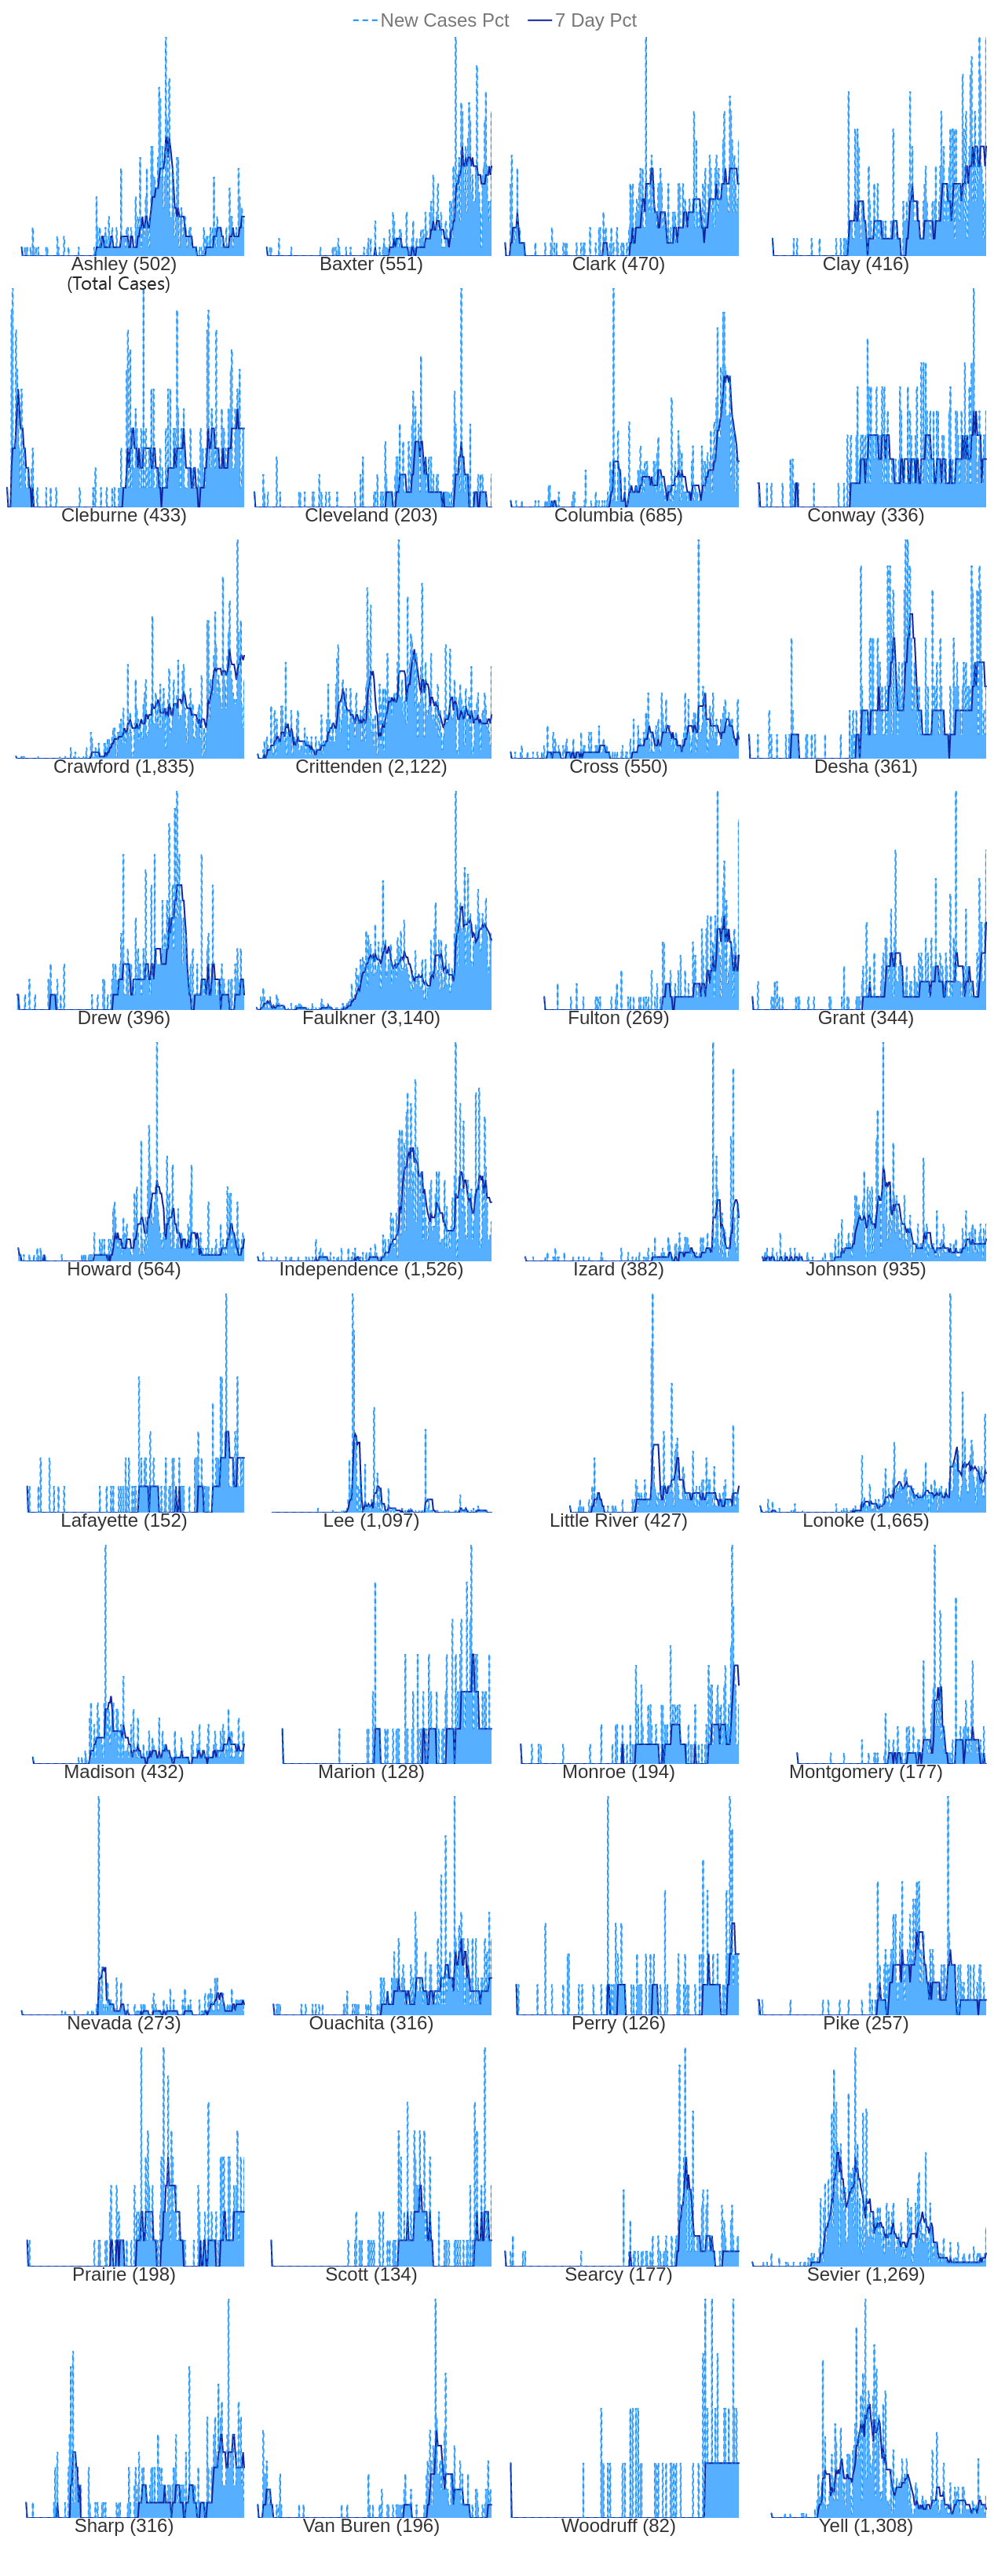 New Cases Pct 7 Day Pct
Ashley (502) Baxter (551) Clark (470) Clay (416)
(Total Cases)
Cleburne (433) Cleveland (203) Columbia (685) Conway (336)
Crawford (1,835) Crittenden (2,122) Cross (550) Desha (361)
Drew (396) Faulkner (3,140) Fulton (269) Grant (344)
Howard (564) Independence (1,526) Izard (382) Johnson (935)
Lafayette (152) Lee (1,097) Little River (427) Lonoke (1,665)
Madison (432) Marion (128) Monroe (194) Montgomery (177)
Nevada (273) Ouachita (316) Perry (126) Pike (257)
Prairie (198) Scott (134) Searcy (177) Sevier (1,269)
Sharp (316) Van Buren (196) Woodruff (82) Yell (1,308)